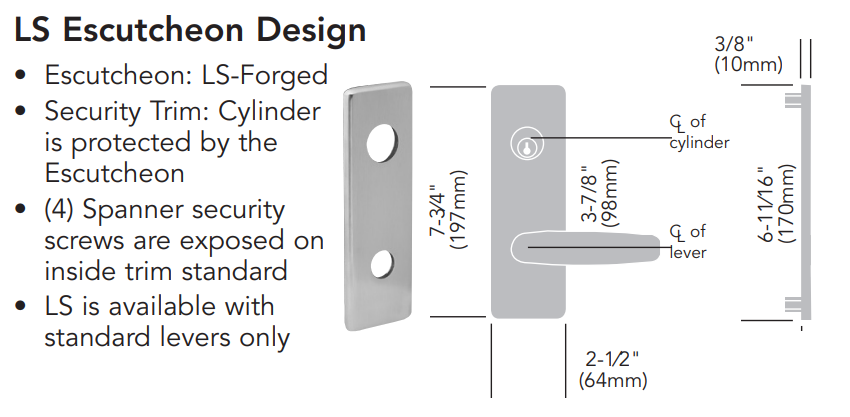 LS Escutcheon Design
• Escutcheon: LS-Forged
• Security Trim: Cylinder
is protected by the
Escutcheon
• (4) Spanner security
screws are exposed on
inside trim standard
• LS is available with
standard levers only
7-3/4"
(197mm)
3-7/8"
(98mm)
2-1/2"
(64mm)
℄ of
cylinder
℄ of
lever
3/8"
(10mm)
6-11/16"
(170mm)